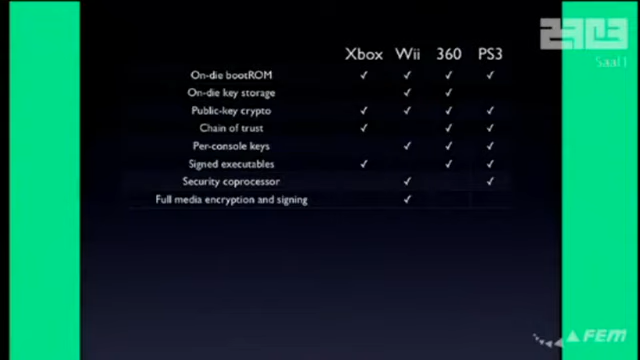 Xbox Wii 360 PS3
Saal 1
On-die bootROM ✓ ✓ ✓ ✓
On-die key storage ✓ ✓
Public-key crypto ✓ ✓ ✓ ✓
Chain of trust ✓ ✓ ✓
Per-console keys ✓ ✓ ✓
Signed executables ✓ ✓ ✓
Security coprocessor ✓ ✓
Full media encryption and signing ✓
FEM